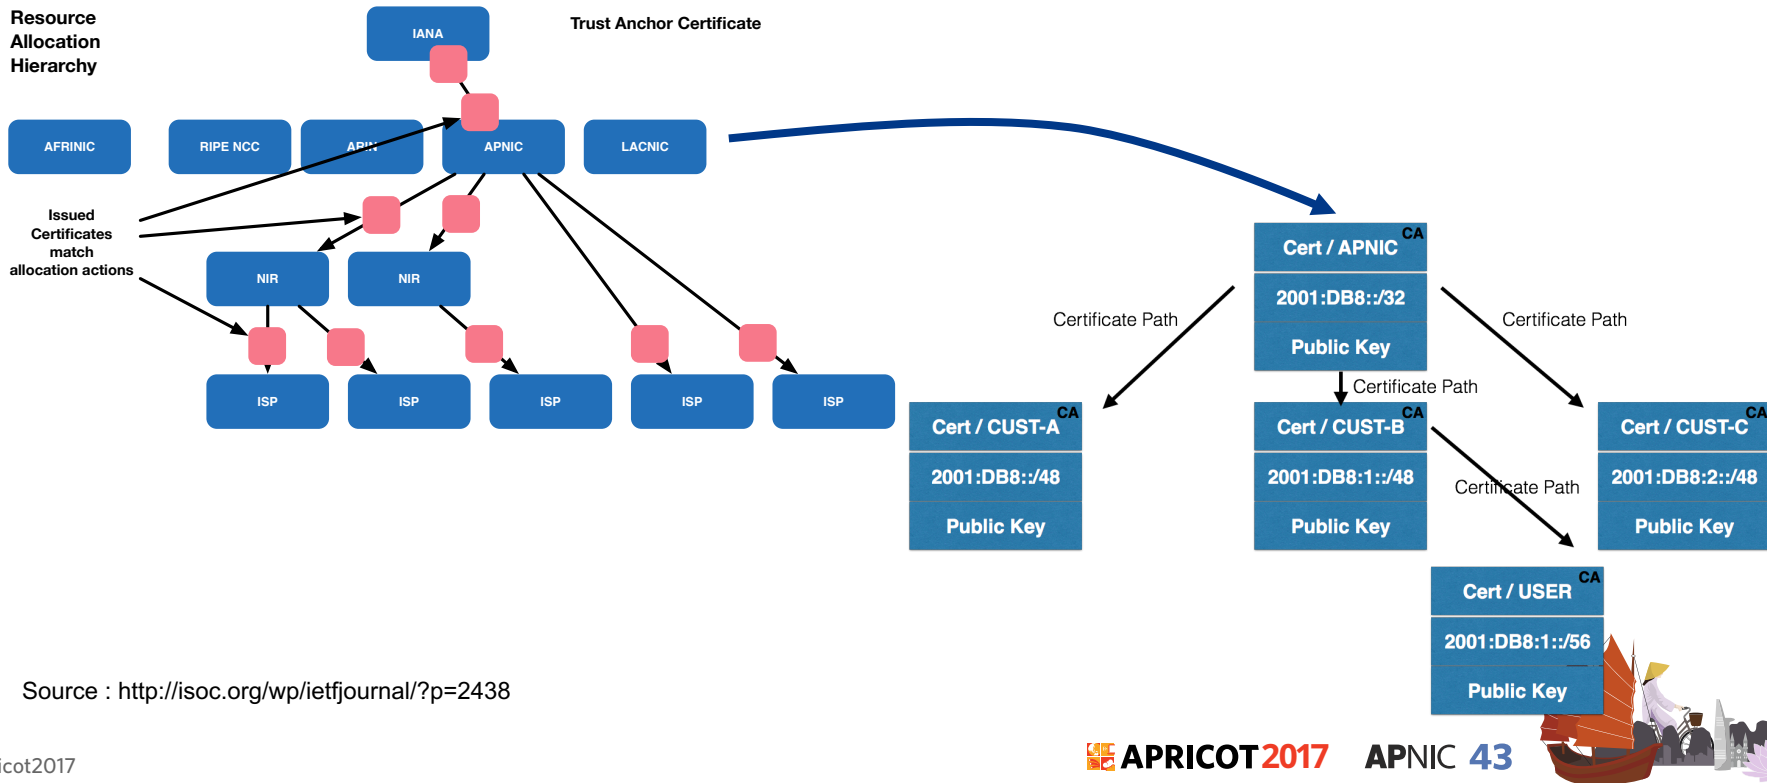 Resource
Allocation
Hierarchy
IANA
Trust Anchor Certificate
AFRINIC
RIPE NCC
ARIN
APNIC
LACNIC
Issued
Certificates
match
allocation actions
NIR
NIR
ISP
ISP
ISP
ISP
ISP
Cert / APNIC
CA
2001:DB8::/32
Public Key
Certificate Path
Certificate Path
Certificate Path
Cert / CUST-A
CA
2001:DB8::/48
Public Key
Cert / CUST-B
CA
2001:DB8:1::/48
Public Key
Certificate Path
Cert / CUST-C
CA
2001:DB8:2::/48
Public Key
Cert / USER
CA
2001:DB8:1::/56
Public Key
Source : http://isoc.org/wp/ietfjournal/?p=2438
icot2017
APRICOT 2017
APNIC 43